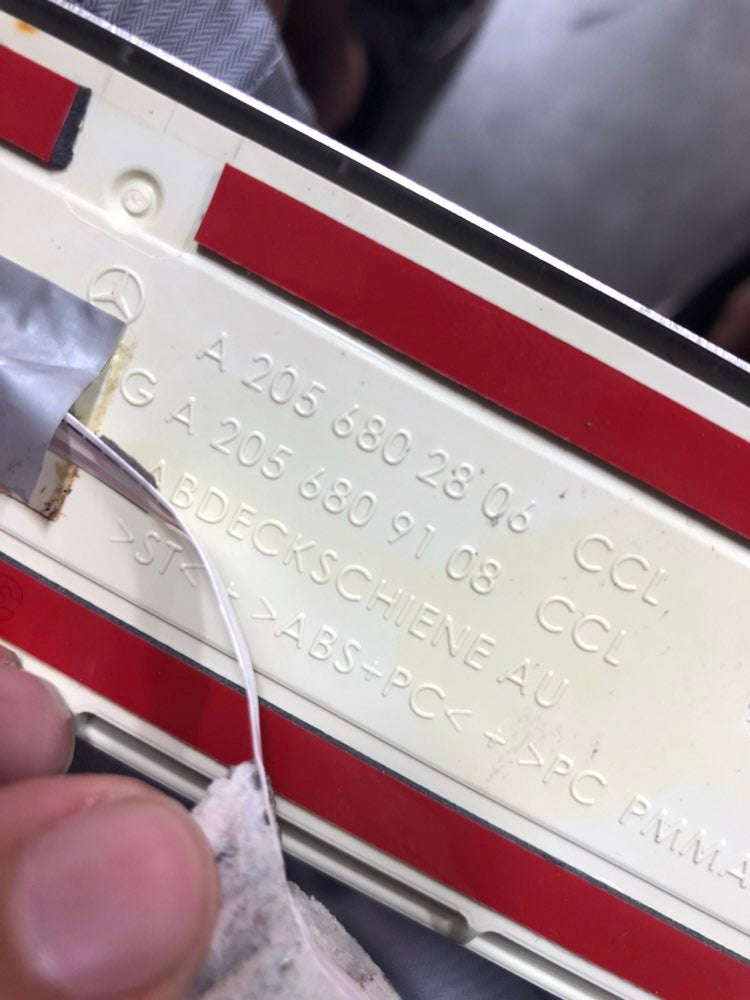 A 205 680 28 06 CCL
G A 205 680 91 08 CCL
ABDECKSCHIENE AU
>ST< + >ABS+PC< + >PC PMMA